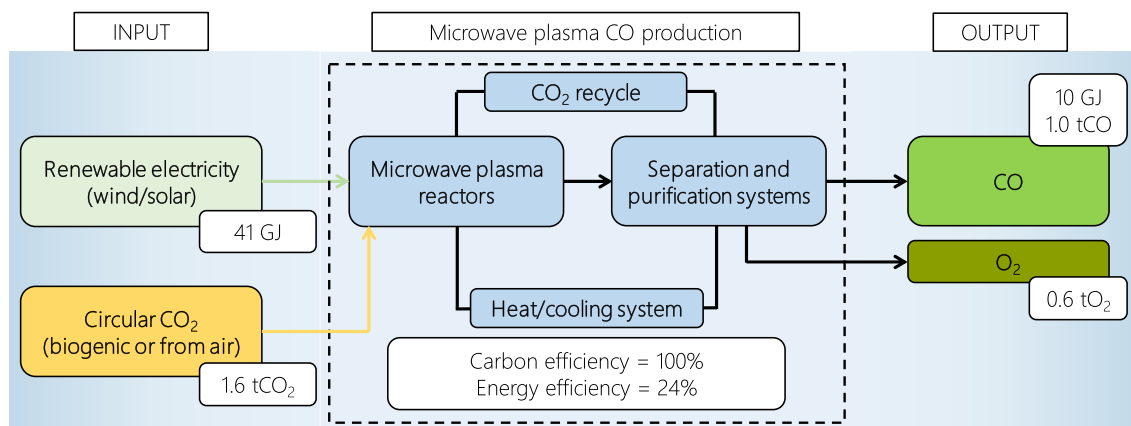 INPUT
Microwave plasma CO production
OUTPUT
CO₂ recycle
10 GJ
1.0 tCO
Renewable electricity
(wind/solar)
41 GJ
Microwave plasma
reactors
Separation and
purification systems
CO
O₂
0.6 tO₂
Circular CO₂
(biogenic or from air)
1.6 tCO₂
Heat/cooling system
Carbon efficiency = 100%
Energy efficiency = 24%